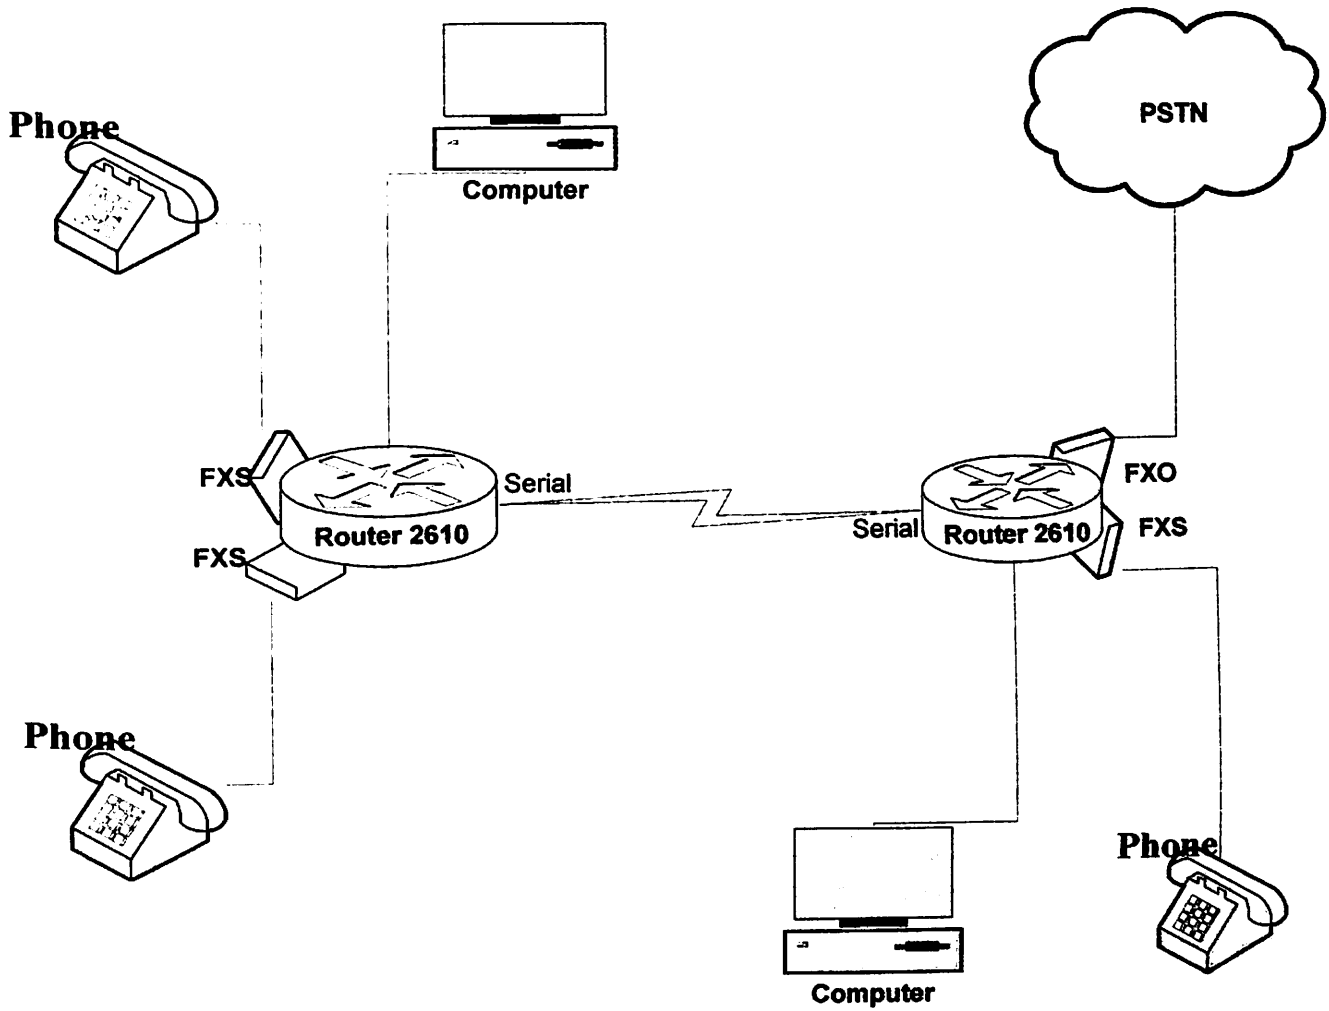 Phone
Computer
PSTN
FXS
Serial
Router 2610
FXS
FXO
FXS
Serial
Router 2610
Phone
Phone
Computer